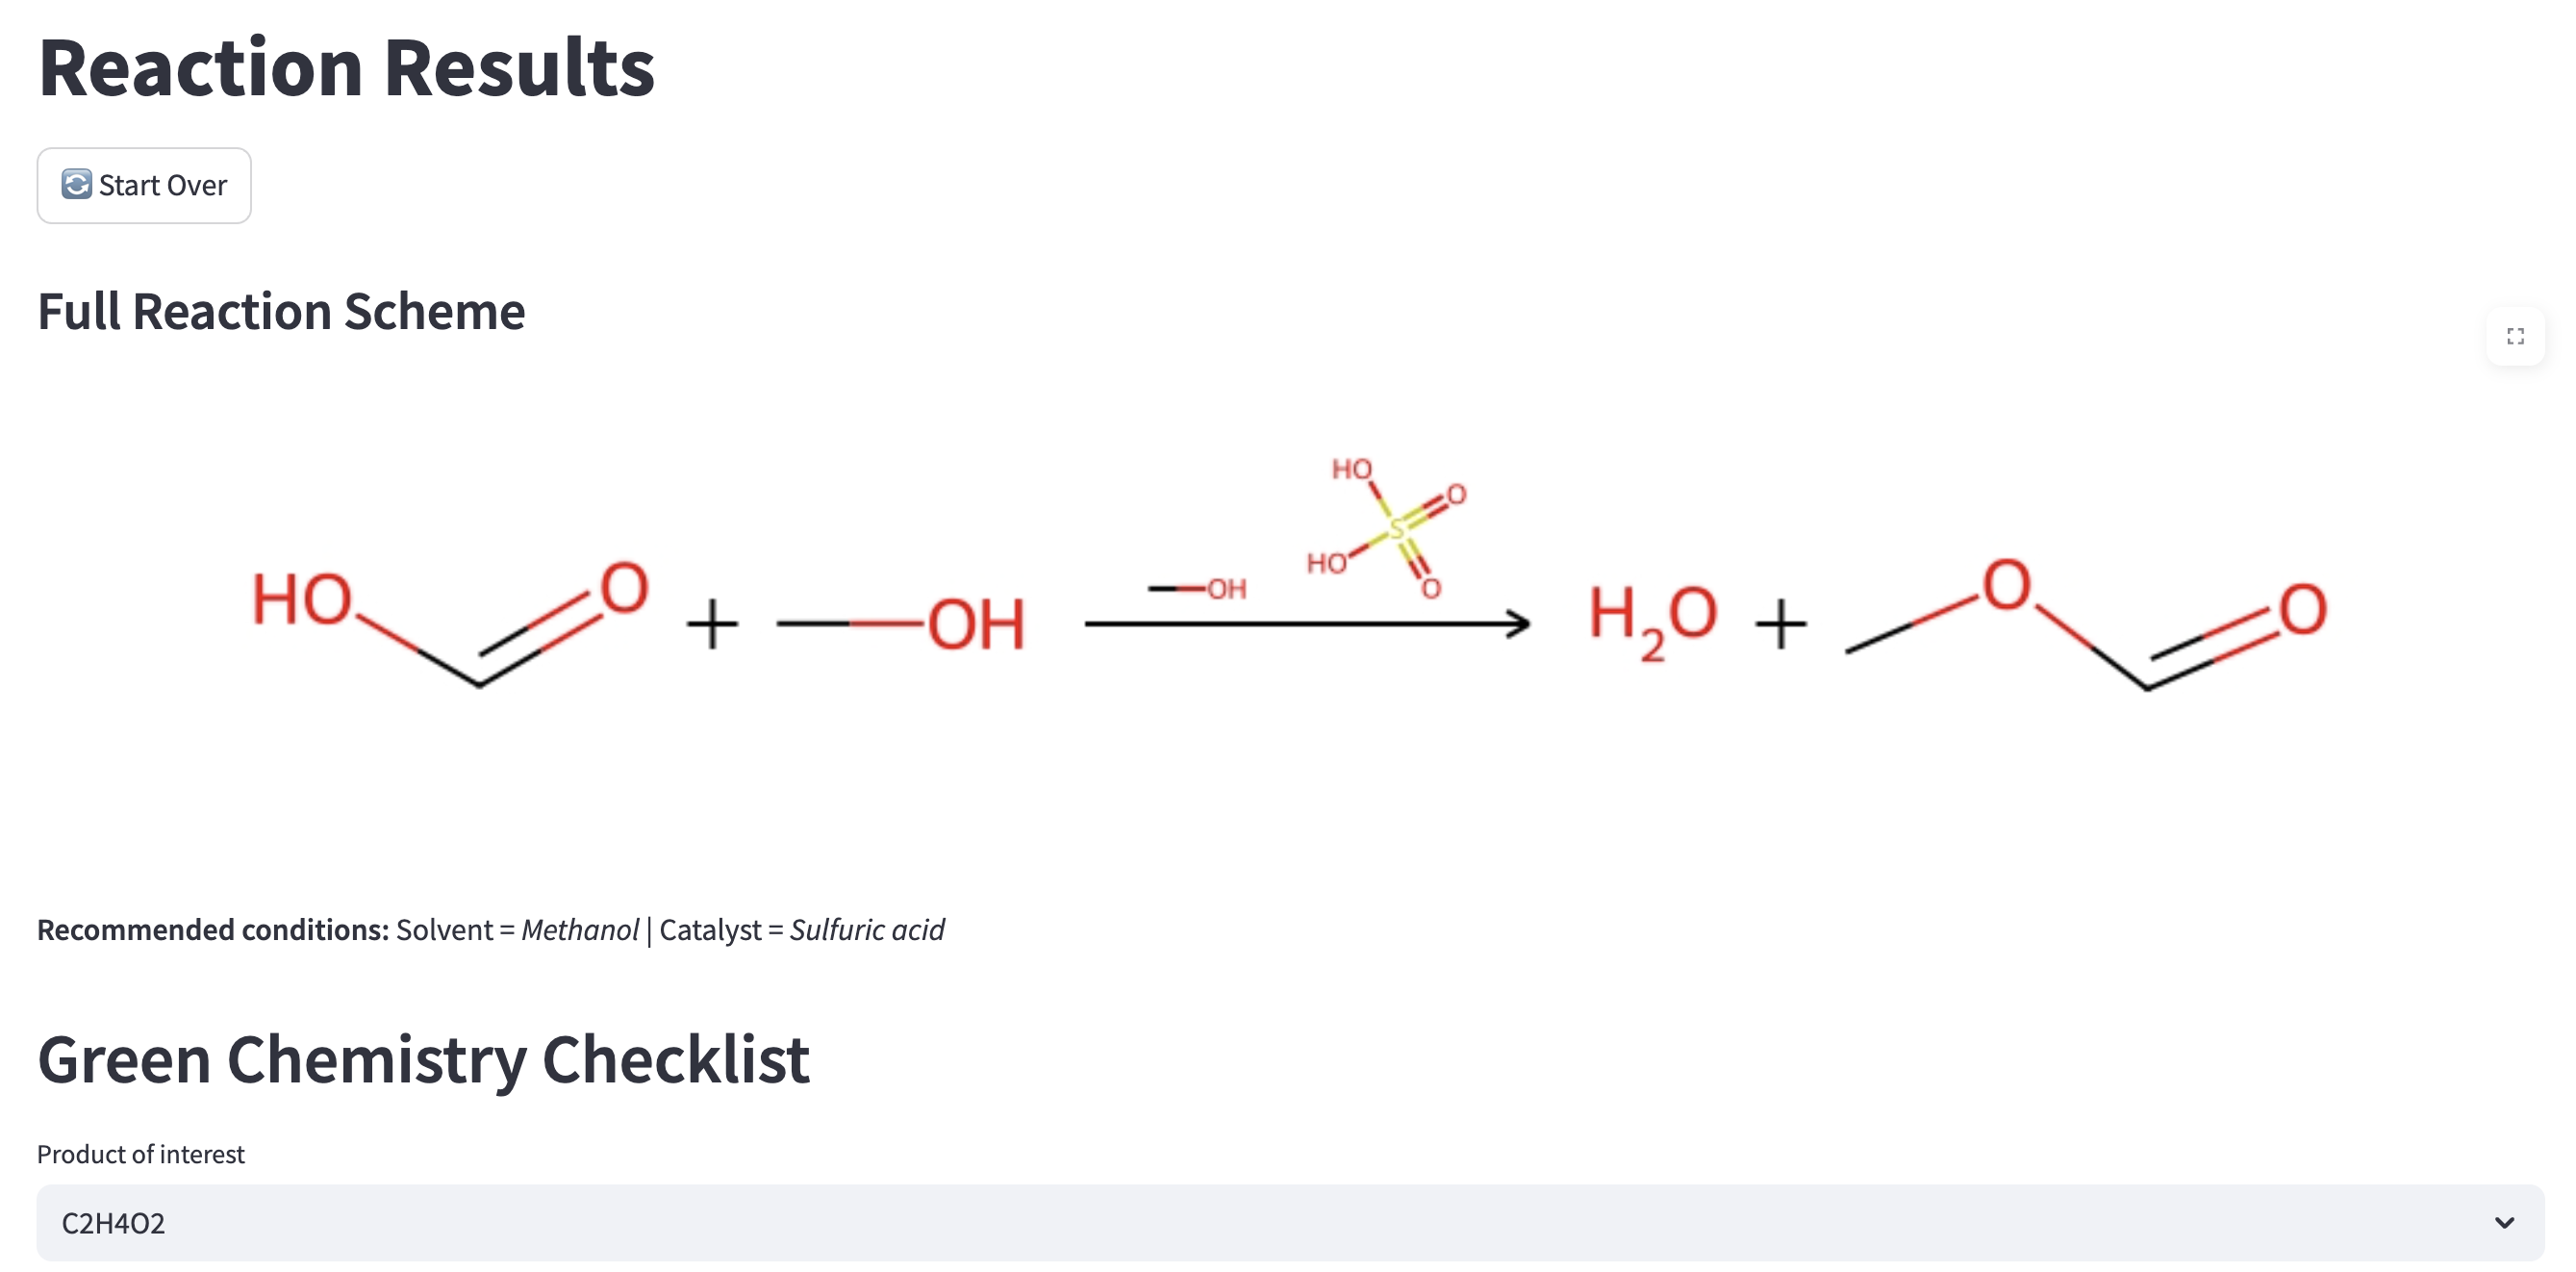 Reaction Results
Start Over
Full Reaction Scheme
HO
O
S
HO
O
OH
HO
O
+
OH
H₂O
+
O
O
Recommended conditions: Solvent = Methanol | Catalyst = Sulfuric acid
Green Chemistry Checklist
Product of interest
C2H4O2